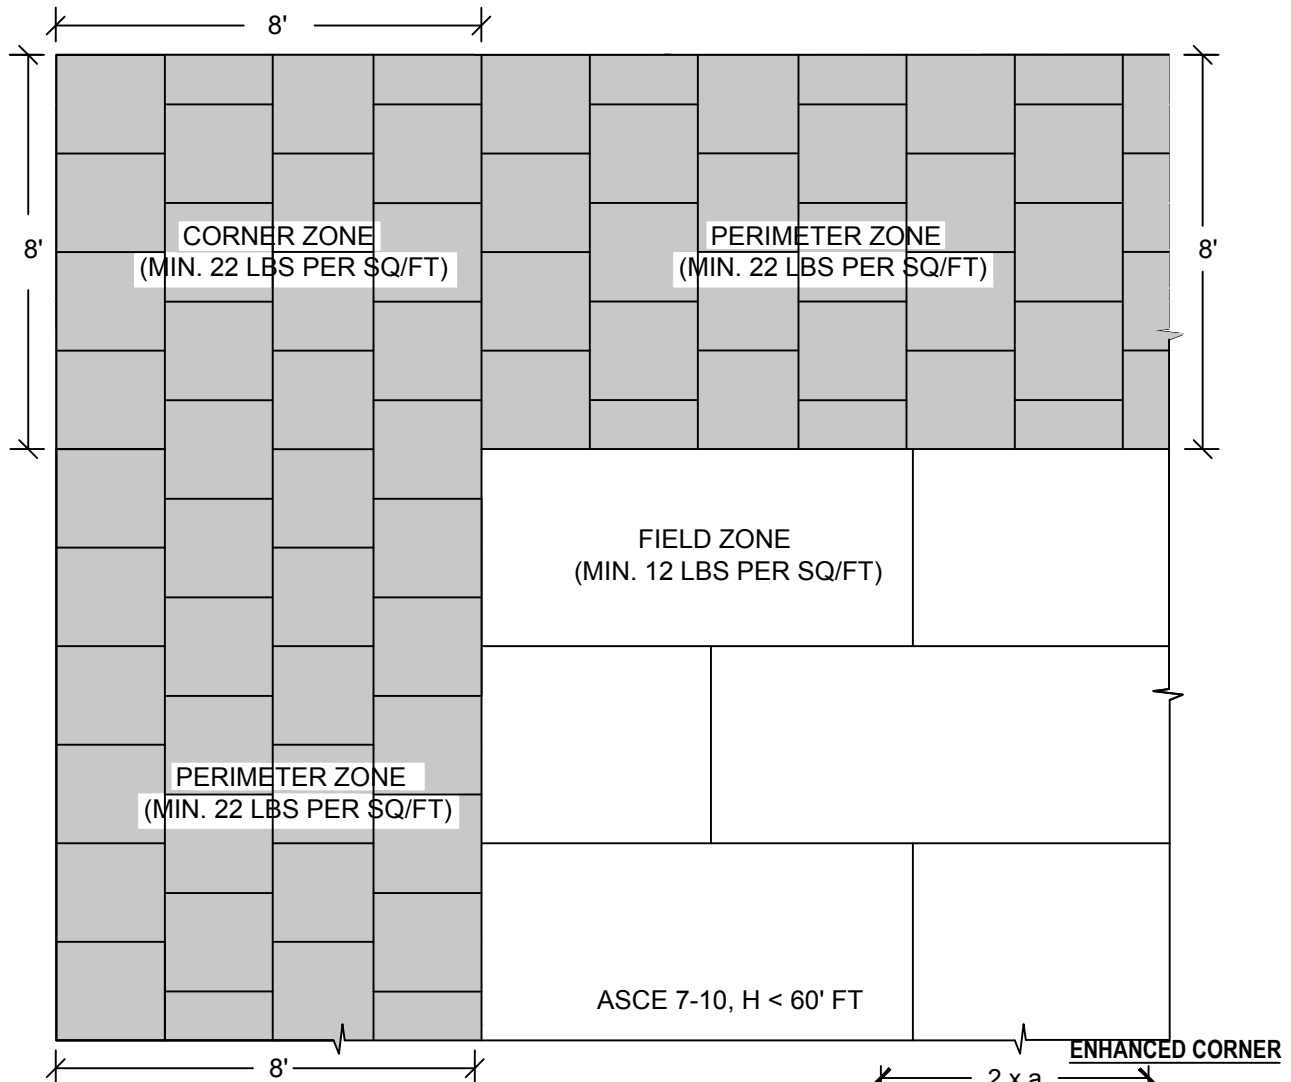 8'
8'
8'
CORNER ZONE
(MIN. 22 LBS PER SQ/FT)
PERIMETER ZONE
(MIN. 22 LBS PER SQ/FT)
FIELD ZONE
(MIN. 12 LBS PER SQ/FT)
PERIMETER ZONE
(MIN. 22 LBS PER SQ/FT)
ASCE 7-10, H < 60' FT
ENHANCED CORNER
8'
2 x a